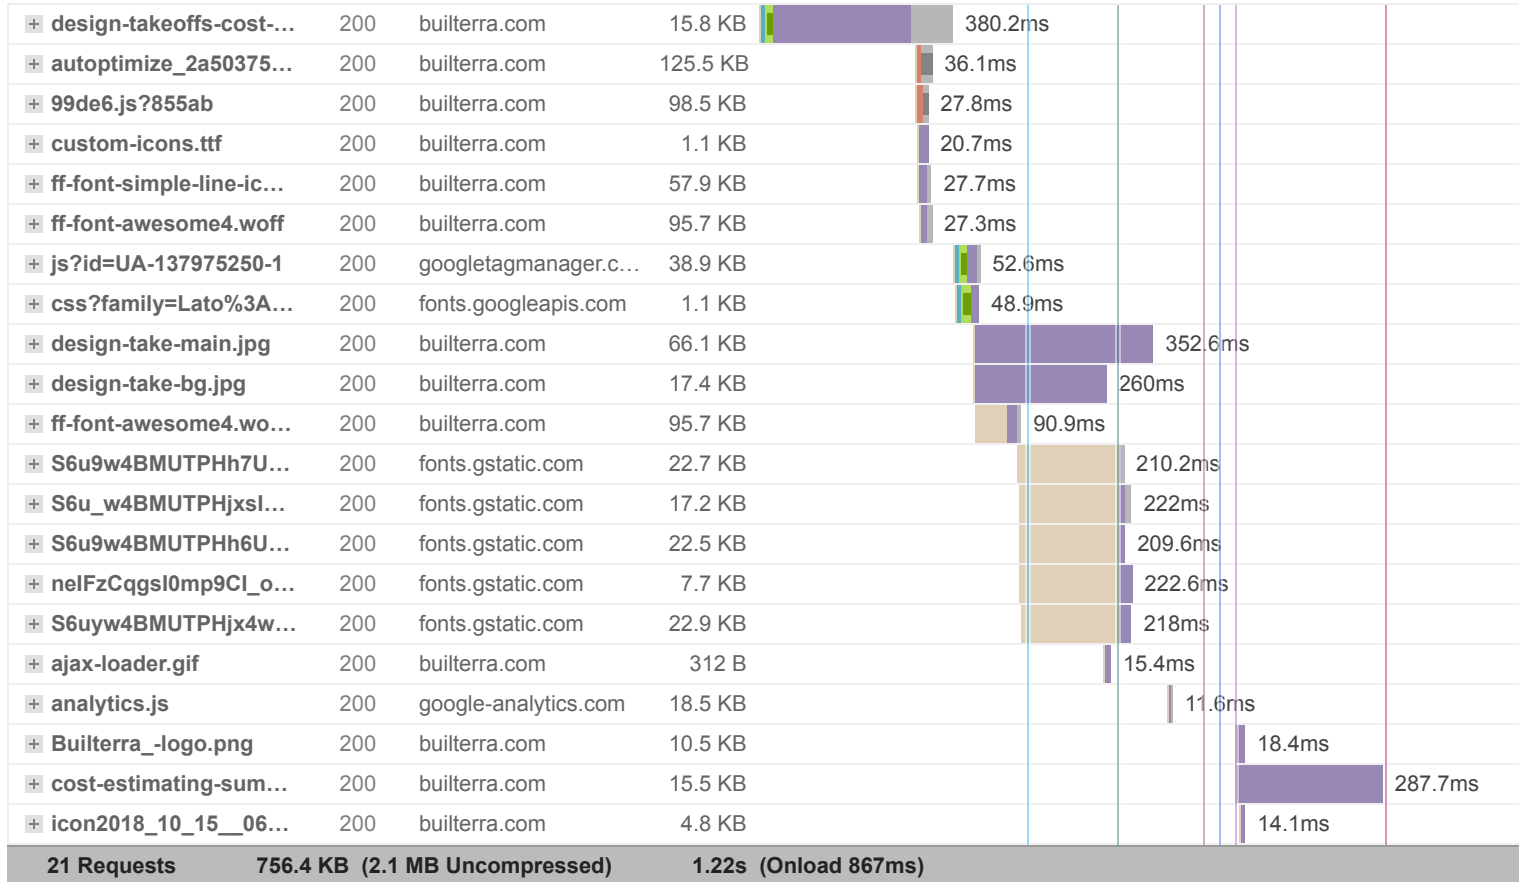 design-takeoffs-cost-... 200 builterra.com 15.8 KB 380.2ms
autoptimize_2a50375... 200 builterra.com 125.5 KB 36.1ms
99de6.js?855ab 200 builterra.com 98.5 KB 27.8ms
custom-icons.ttf 200 builterra.com 1.1 KB 20.7ms
ff-font-simple-line-ic... 200 builterra.com 57.9 KB 27.7ms
ff-font-awesome4.woff 200 builterra.com 95.7 KB 27.3ms
js?id=UA-137975250-1 200 googletagmanager.c... 38.9 KB 52.6ms
css?family=Lato%3A... 200 fonts.googleapis.com 1.1 KB 48.9ms
design-take-main.jpg 200 builterra.com 66.1 KB 352.6ms
design-take-bg.jpg 200 builterra.com 17.4 KB 260ms
ff-font-awesome4.wo... 200 builterra.com 95.7 KB 90.9ms
S6u9w4BMUTPHh7U... 200 fonts.gstatic.com 22.7 KB 210.2ms
S6u_w4BMUTPHjxsI... 200 fonts.gstatic.com 17.2 KB 222ms
S6u9w4BMUTPHh6U... 200 fonts.gstatic.com 22.5 KB 209.6ms
neIFzCqgsI0mp9CI_o... 200 fonts.gstatic.com 7.7 KB 222.6ms
S6uyw4BMUTPHjx4w... 200 fonts.gstatic.com 22.9 KB 218ms
ajax-loader.gif 200 builterra.com 312 B 15.4ms
analytics.js 200 google-analytics.com 18.5 KB 11.6ms
Builterra_-logo.png 200 builterra.com 10.5 KB 18.4ms
cost-estimating-sum... 200 builterra.com 15.5 KB 287.7ms
icon2018_10_15__06... 200 builterra.com 4.8 KB 14.1ms
21 Requests 756.4 KB (2.1 MB Uncompressed) 1.22s (Onload 867ms)